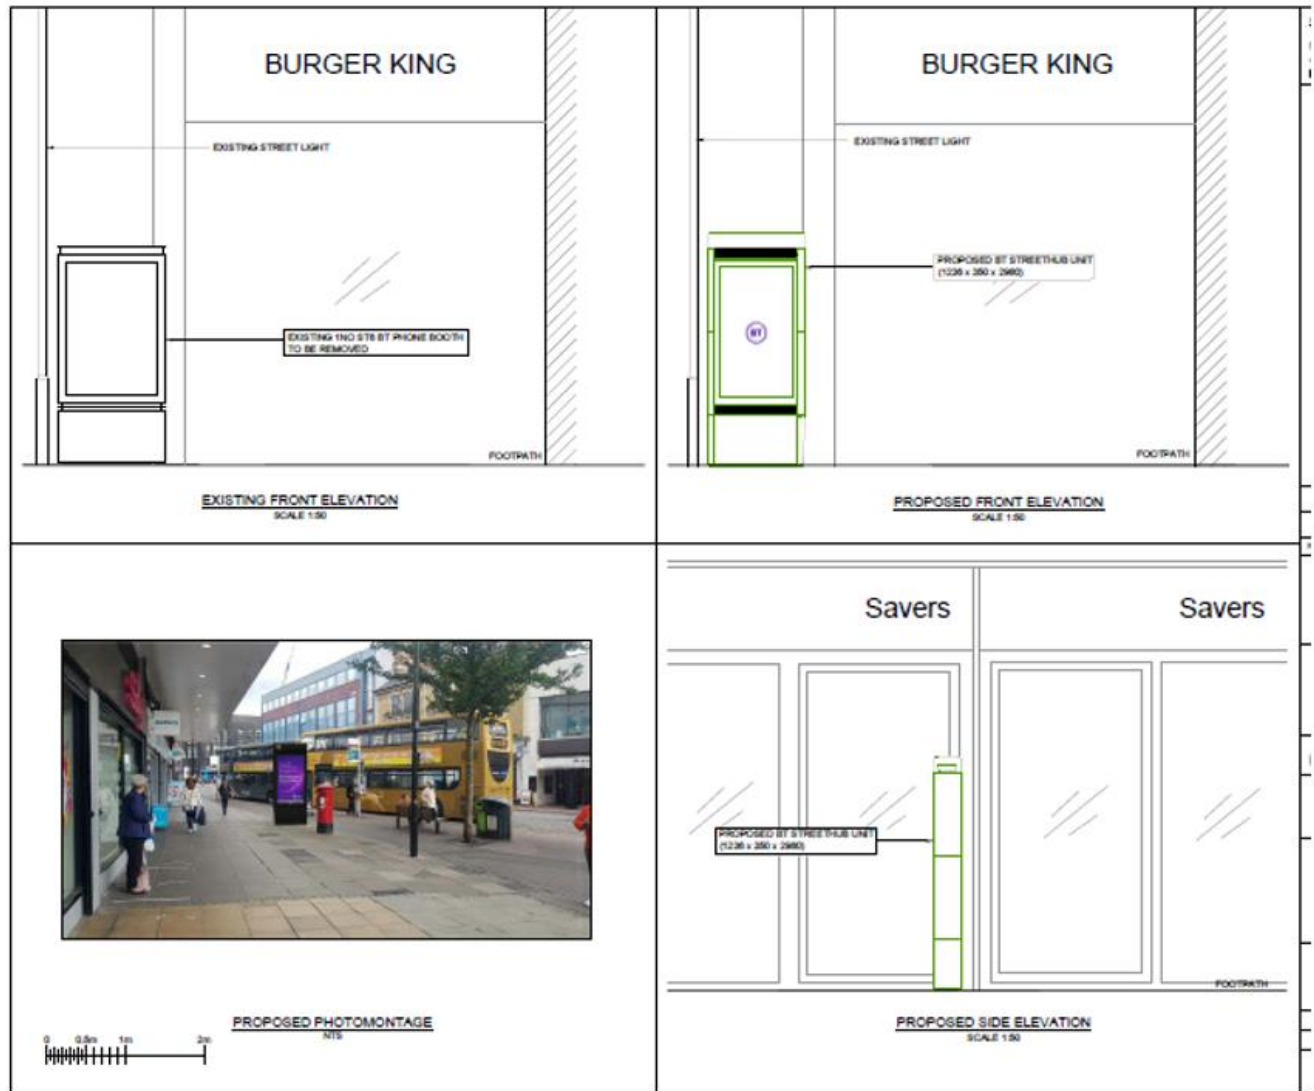 BURGER KING
EXISTING STREET LIGHT
EXISTING 1NO ST6 BT PHONE BOOTH
TO BE REMOVED
FOOTPATH
EXISTING FRONT ELEVATION
SCALE 1:50
BURGER KING
EXISTING STREET LIGHT
PROPOSED BT STREETHUB UNIT
(1236 x 350 x 2980)
BT
FOOTPATH
PROPOSED FRONT ELEVATION
SCALE 1:50
PROPOSED PHOTOMONTAGE
NTS
0 0.5m 1m 2m
Savers
Savers
PROPOSED BT STREETHUB UNIT
(1236 x 350 x 2980)
FOOTPATH
PROPOSED SIDE ELEVATION
SCALE 1:50